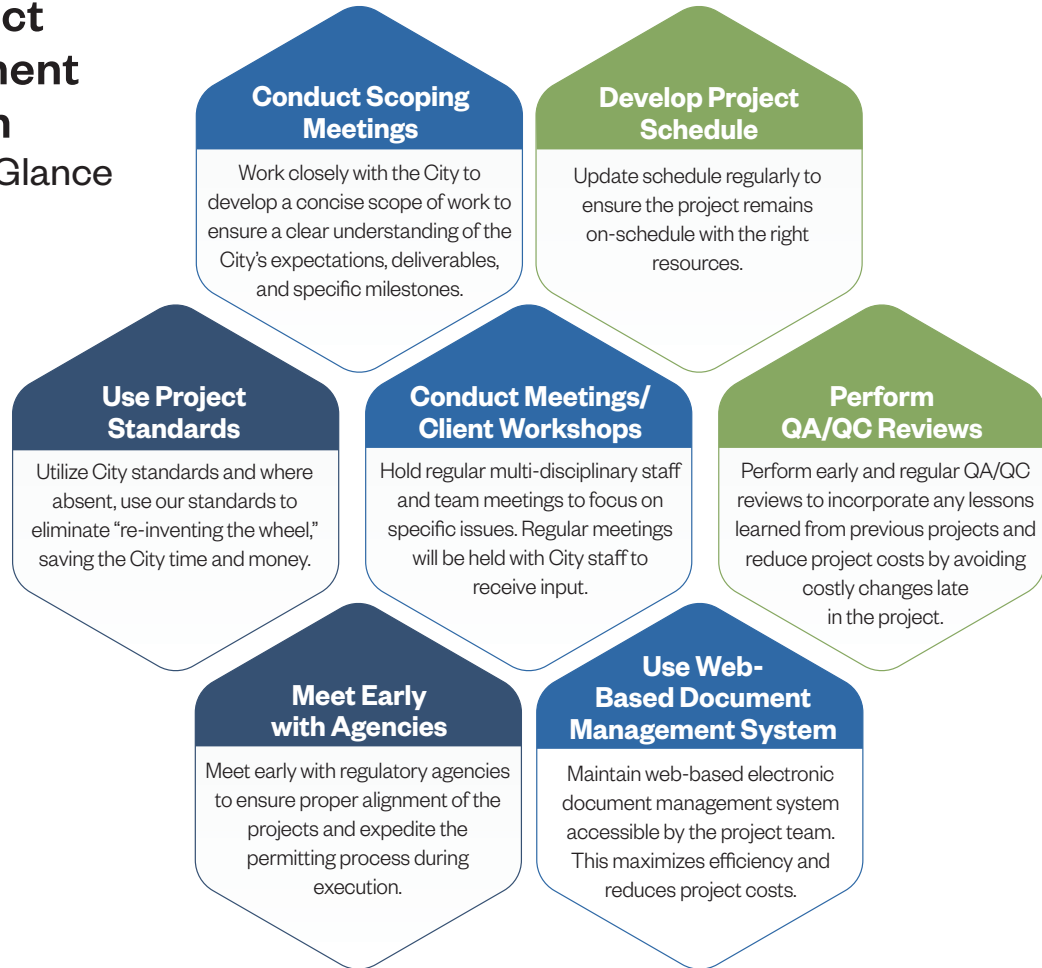 ct
ment
n
Glance
Conduct Scoping
Meetings
Work closely with the City to
develop a concise scope of work to
ensure a clear understanding of the
City’s expectations, deliverables,
and specific milestones.
Develop Project
Schedule
Update schedule regularly to
ensure the project remains
on-schedule with the right
resources.
Use Project
Standards
Utilize City standards and where
absent, use our standards to
eliminate “re-inventing the wheel,”
saving the City time and money.
Conduct Meetings/
Client Workshops
Hold regular multi-disciplinary staff
and team meetings to focus on
specific issues. Regular meetings
will be held with City staff to
receive input.
Perform
QA/QC Reviews
Perform early and regular QA/QC
reviews to incorporate any lessons
learned from previous projects and
reduce project costs by avoiding
costly changes late
in the project.
Meet Early
with Agencies
Meet early with regulatory agencies
to ensure proper alignment of the
projects and expedite the
permitting process during
execution.
Use Web-
Based Document
Management System
Maintain web-based electronic
document management system
accessible by the project team.
This maximizes efficiency and
reduces project costs.